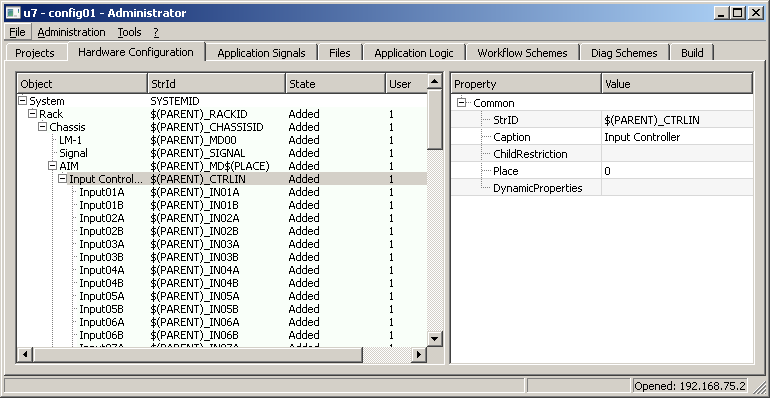 u7 - config01 - Administrator
File Administration Tools ?
Projects Hardware Configuration Application Signals Files Application Logic Workflow Schemes Diag Schemes Build
Object StrId State User
System SYSTEMID
Rack $(PARENT)_RACKID Added 1
Chassis $(PARENT)_CHASSISID Added 1
LM-1 $(PARENT)_MD00 Added 1
Signal $(PARENT)_SIGNAL Added 1
AIM $(PARENT)_MD$(PLACE) Added 1
Input Control... $(PARENT)_CTRLIN Added 1
Input01A $(PARENT)_IN01A Added 1
Input01B $(PARENT)_IN01B Added 1
Input02A $(PARENT)_IN02A Added 1
Input02B $(PARENT)_IN02B Added 1
Input03A $(PARENT)_IN03A Added 1
Input03B $(PARENT)_IN03B Added 1
Input04A $(PARENT)_IN04A Added 1
Input04B $(PARENT)_IN04B Added 1
Input05A $(PARENT)_IN05A Added 1
Input05B $(PARENT)_IN05B Added 1
Input06A $(PARENT)_IN06A Added 1
Input06B $(PARENT)_IN06B Added 1
Input07A $(PARENT)_IN07A Added 1
Property Value
Common
StrID $(PARENT)_CTRLIN
Caption Input Controller
ChildRestriction
Place 0
DynamicProperties
Opened: 192.168.75.2